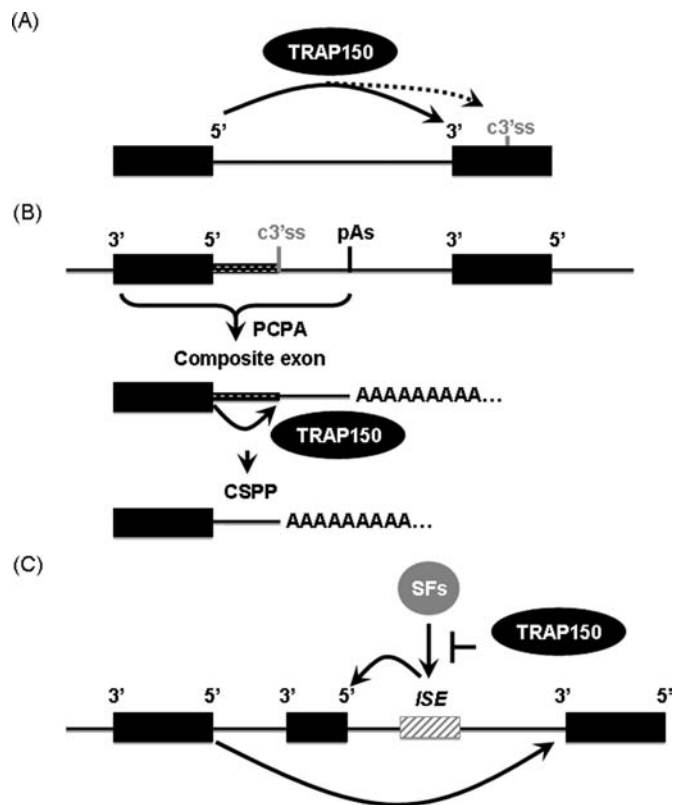 (A)
TRAP150
5’ 3’ c3’ss
(B)
3’ 5’ c3’ss pAs 3’ 5’
PCPA
Composite exon
AAAAAAAAA...
TRAP150
CSPP
AAAAAAAAA...
(C)
SFs
TRAP150
3’ 5’ 3’ 5’ ISE 3’ 5’